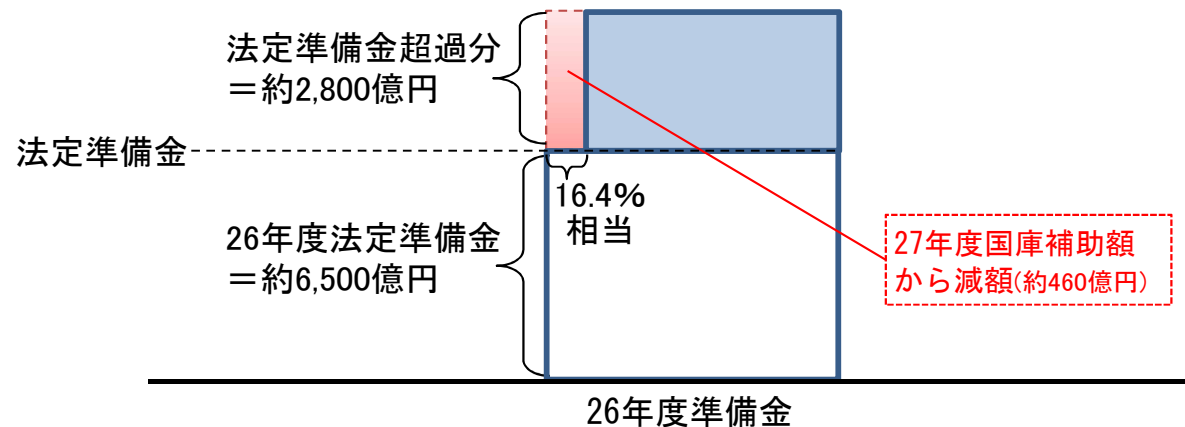 法定準備金超過分
＝約2,800億円
法定準備金
16.4%
相当
26年度法定準備金
＝約6,500億円
27年度国庫補助額
から減額(約460億円)
26年度準備金